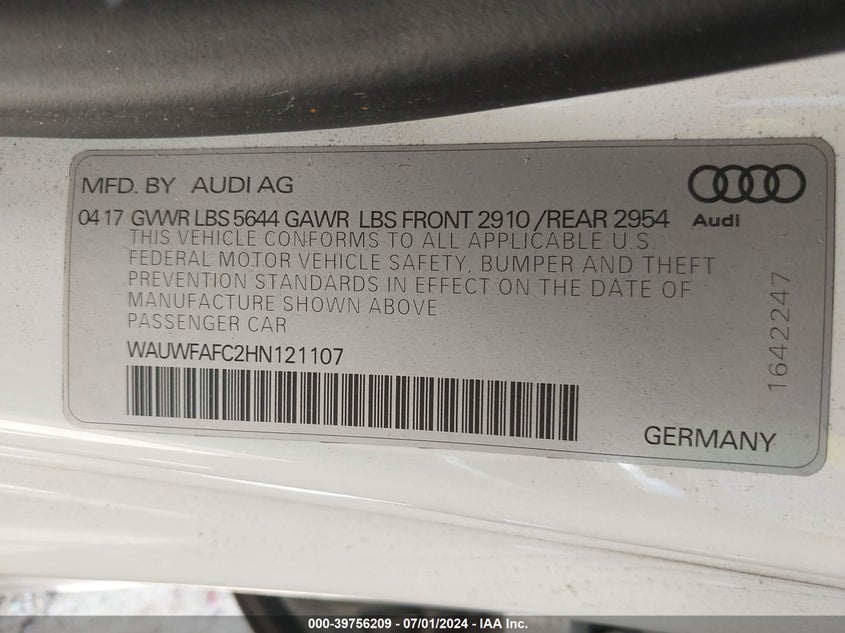 MFD. BY AUDI AG
Audi
04 17 GVWR LBS 5644 GAWR LBS FRONT 2910 /REAR 2954
THIS VEHICLE CONFORMS TO ALL APPLICABLE U.S.
FEDERAL MOTOR VEHICLE SAFETY, BUMPER AND THEFT
PREVENTION STANDARDS IN EFFECT ON THE DATE OF
MANUFACTURE SHOWN ABOVE
PASSENGER CAR
WAUWFAFC2HN121107
1642247
GERMANY
000-39756209 - 07/01/2024 - IAA Inc.